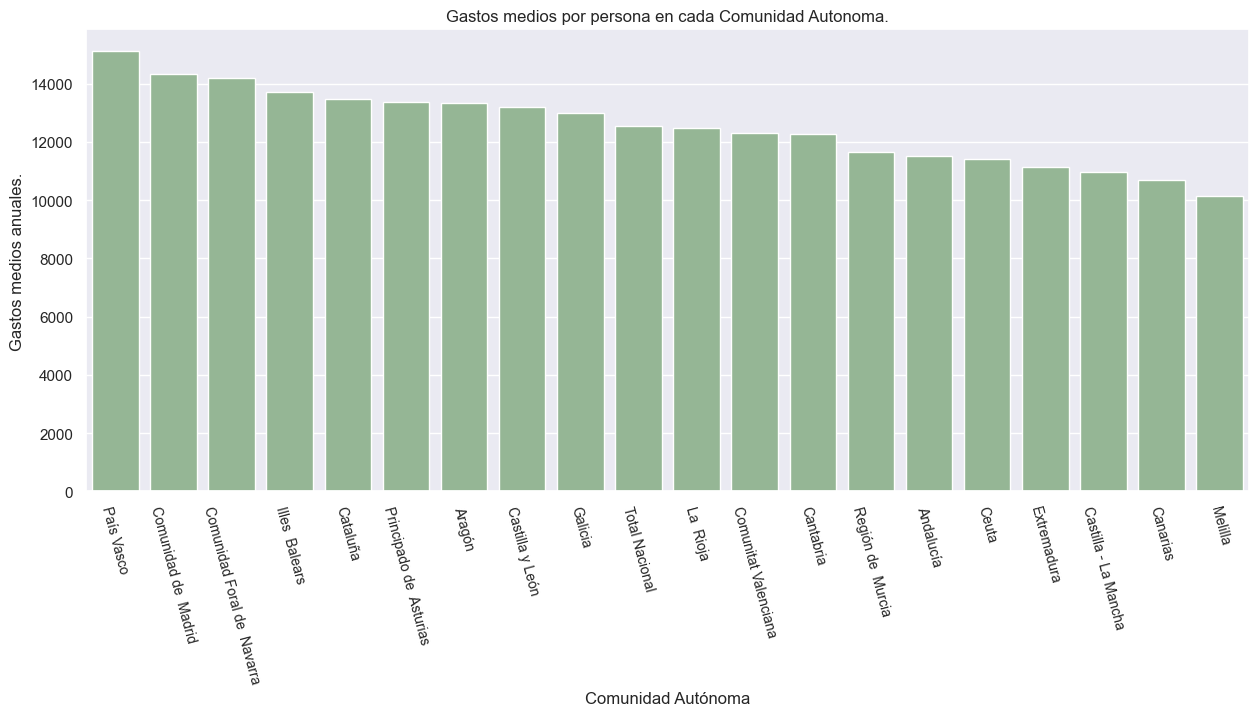 Gastos medios por persona en cada Comunidad Autonoma.
Gastos medios anuales.
14000
12000
10000
8000
6000
4000
2000
0
País Vasco
Comunidad de  Madrid
Comunidad Foral de  Navarra
Illes  Balears
Cataluña
Principado de  Asturias
Aragón
Castilla y León
Galicia
Total Nacional
La  Rioja
Comunitat Valenciana
Cantabria
Región de  Murcia
Andalucía
Ceuta
Extremadura
Castilla - La Mancha
Canarias
Melilla
Comunidad Autónoma